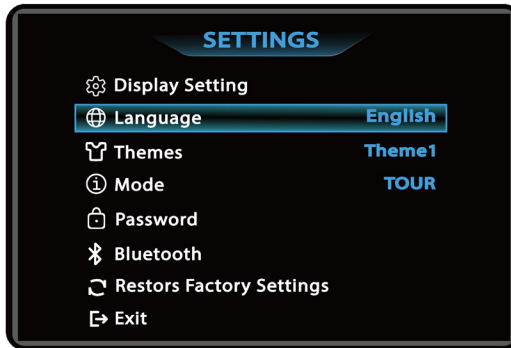 SETTINGS
Display Setting
Language English
Themes Theme1
Mode TOUR
Password
Bluetooth
Restors Factory Settings
Exit